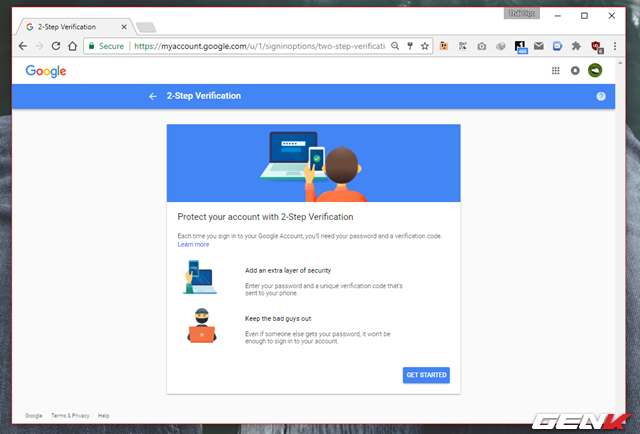 Thái Học
2-Step Verification
Secure
https://myaccount.google.com/u/1/signinoptions/two-step-verificati
Google
2-Step Verification
Protect your account with 2-Step Verification
Each time you sign in to your Google Account, you'll need your password and a verification code.
Learn more
Add an extra layer of security
Enter your password and a unique verification code that's
sent to your phone.
Keep the bad guys out
Even if someone else gets your password, it won't be
enough to sign in to your account.
GET STARTED
Google Terms & Privacy Help
GENK